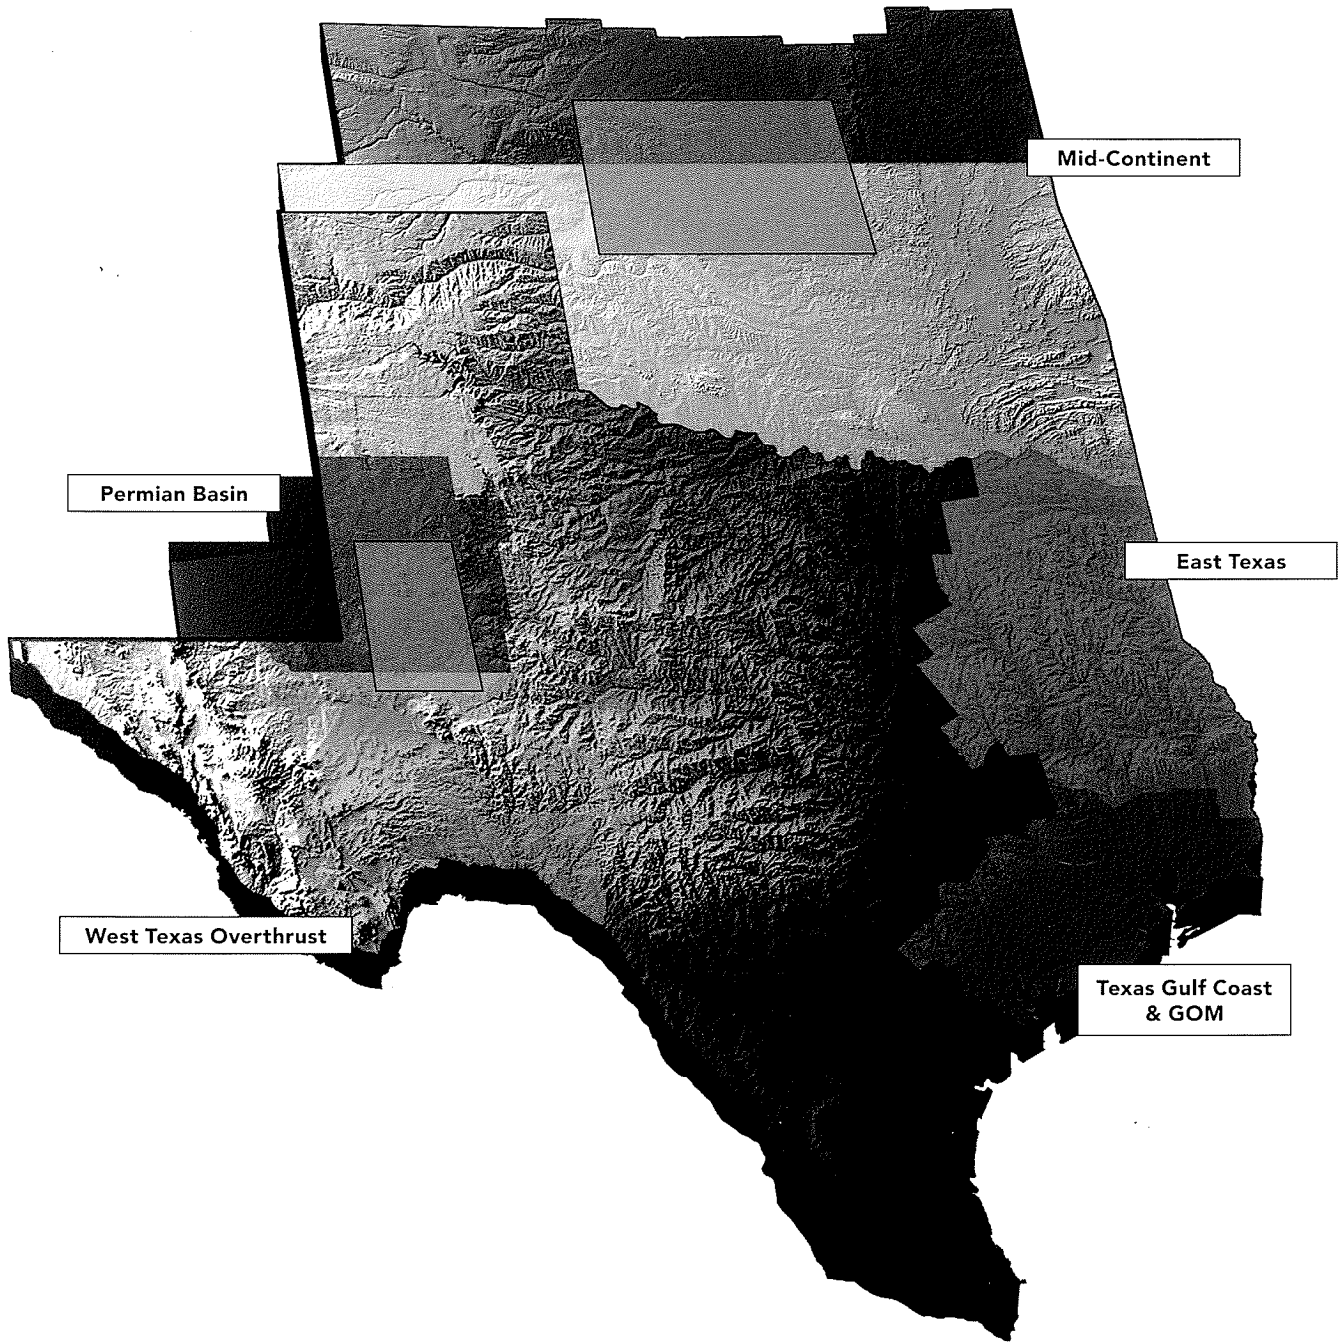 Mid-Continent
Permian Basin
East Texas
West Texas Overthrust
Texas Gulf Coast
& GOM